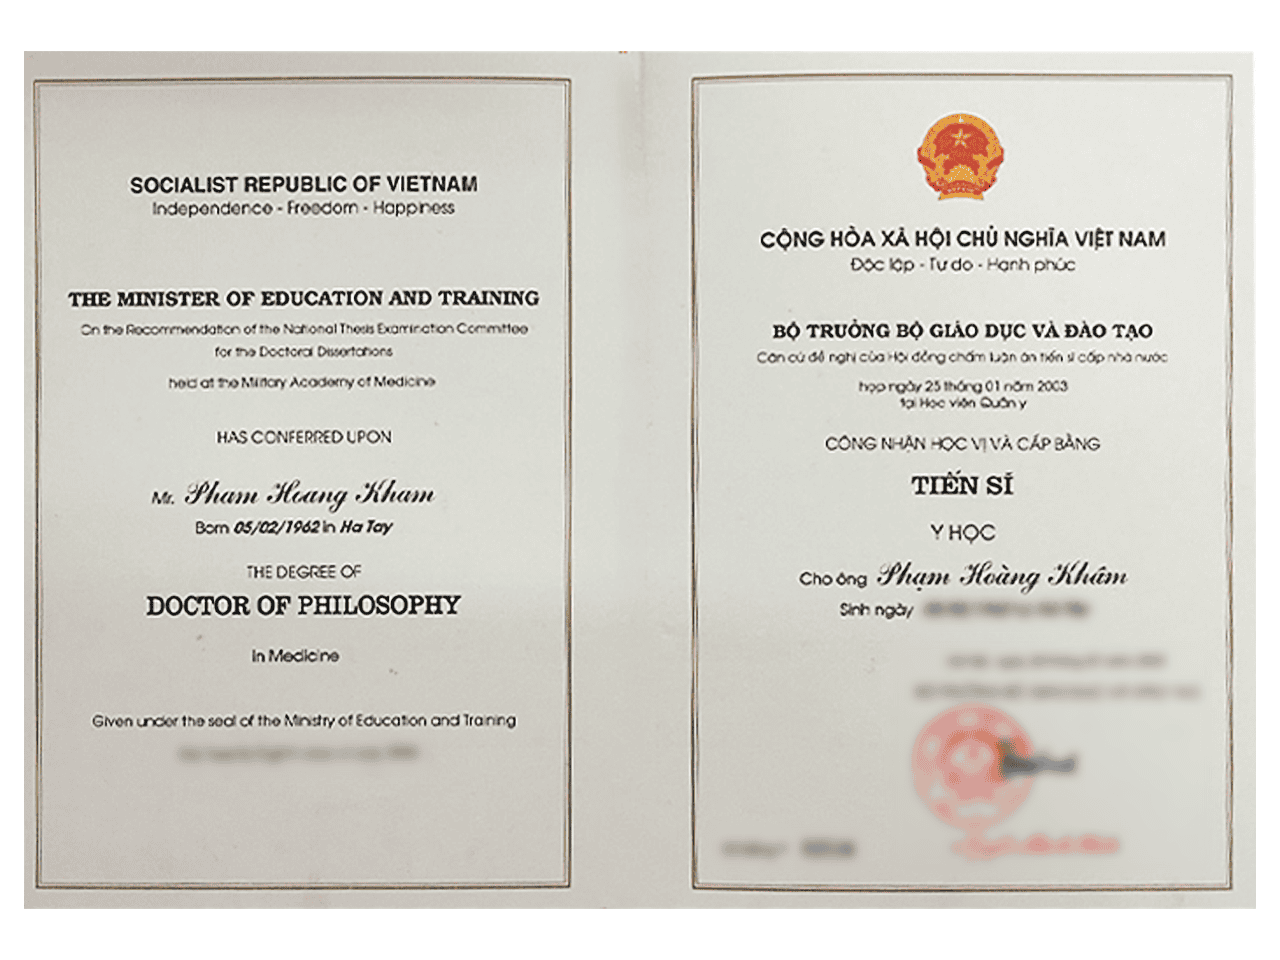 SOCIALIST REPUBLIC OF VIETNAM
Independence - Freedom - Happiness
THE MINISTER OF EDUCATION AND TRAINING
On the Recommendation of the National Thesis Examination Committee
for the Doctoral Dissertations
held at the Military Academy of Medicine
HAS CONFERRED UPON
Mr. Pham Hoang Kham
Born 05/02/1962 in Ha Tay
THE DEGREE OF
DOCTOR OF PHILOSOPHY
In Medicine
Given under the seal of the Ministry of Education and Training
CỘNG HÒA XÃ HỘI CHỦ NGHĨA VIỆT NAM
Độc lập - Tự do - Hạnh phúc
BỘ TRƯỞNG BỘ GIÁO DỤC VÀ ĐÀO TẠO
Căn cứ đề nghị của Hội đồng chấm luận án tiến sĩ cấp nhà nước
họp ngày 25 tháng 01 năm 2003
tại Học viện Quân y
CÔNG NHẬN HỌC VỊ VÀ CẤP BẰNG
TIẾN SĨ
Y HỌC
Cho ông Phạm Hoàng Khâm
Sinh ngày